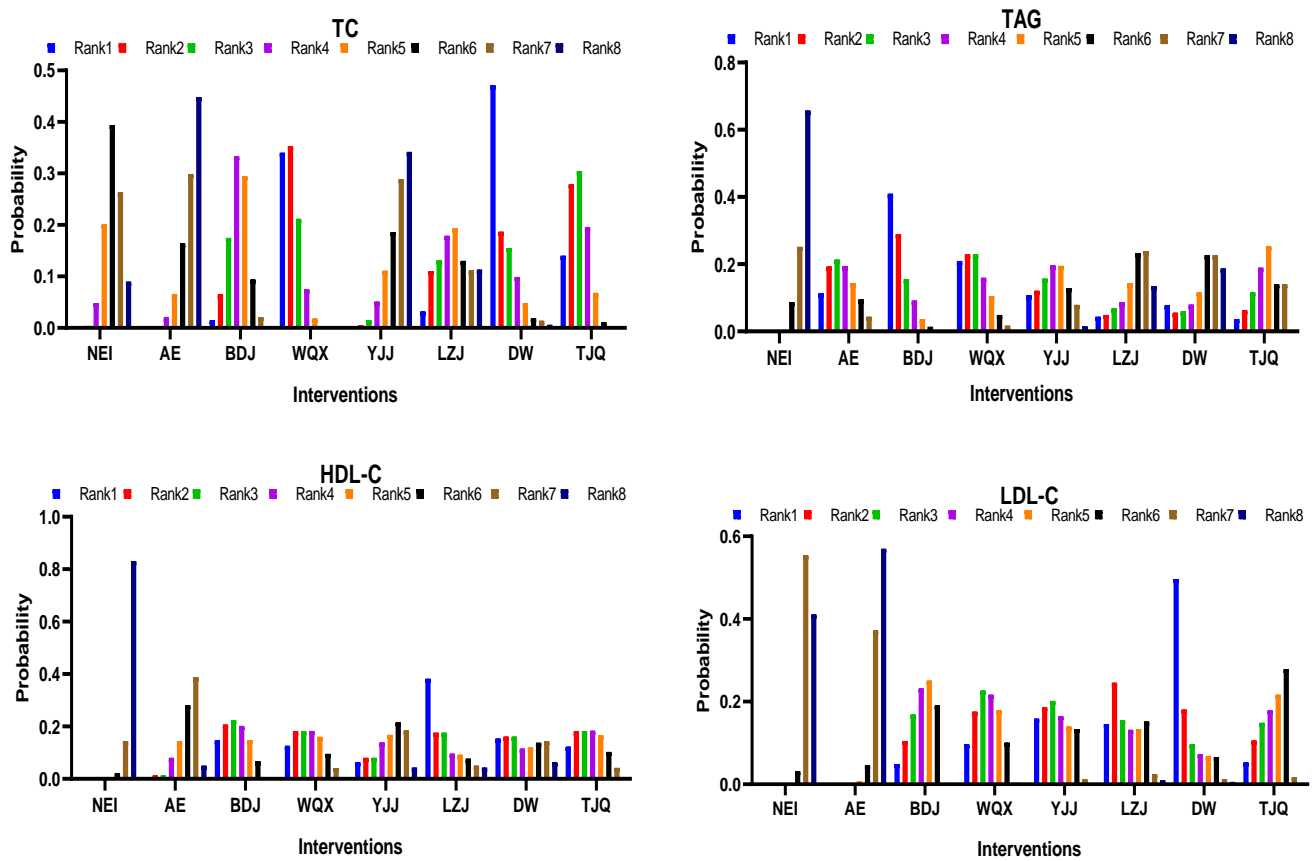 TC
Rank1 Rank2 Rank3 Rank4 Rank5 Rank6 Rank7 Rank8
0.5
0.4
0.3
0.2
0.1
0.0
Probability
NEI AE BDJ WQX YJJ LZJ DW TJQ
Interventions
TAG
Rank1 Rank2 Rank3 Rank4 Rank5 Rank6 Rank7 Rank8
0.8
0.6
0.4
0.2
0.0
Probability
NEI AE BDJ WQX YJJ LZJ DW TJQ
Interventions
HDL-C
Rank1 Rank2 Rank3 Rank4 Rank5 Rank6 Rank7 Rank8
1.0
0.8
0.6
0.4
0.2
0.0
Probability
NEI AE BDJ WQX YJJ LZJ DW TJQ
Interventions
LDL-C
Rank1 Rank2 Rank3 Rank4 Rank5 Rank6 Rank7 Rank8
0.6
0.4
0.2
0.0
Probability
NEI AE BDJ WQX YJJ LZJ DW TJQ
Interventions